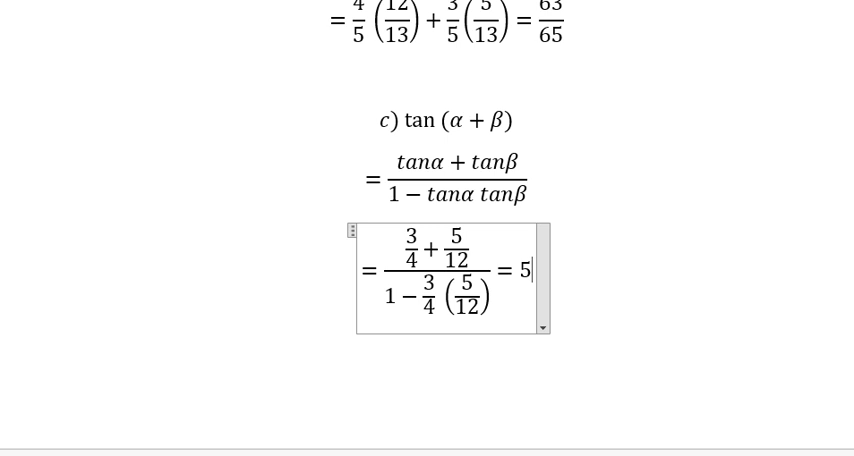 = 4/5 (12/13) + 3/5 (5/13) = 63/65
c) tan (α + β)
= (tanα + tanβ)/(1 − tanα tanβ)
= (3/4 + 5/12)/(1 − 3/4 (5/12)) = 5